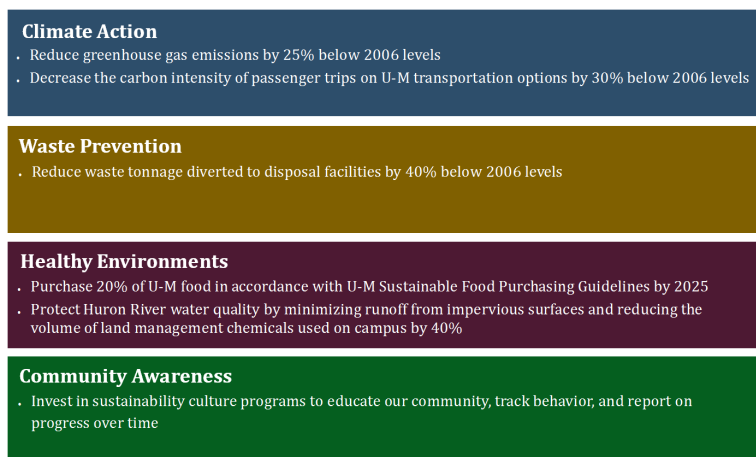 Climate Action
• Reduce greenhouse gas emissions by 25% below 2006 levels
• Decrease the carbon intensity of passenger trips on U-M transportation options by 30% below 2006 levels
Waste Prevention
• Reduce waste tonnage diverted to disposal facilities by 40% below 2006 levels
Healthy Environments
• Purchase 20% of U-M food in accordance with U-M Sustainable Food Purchasing Guidelines by 2025
• Protect Huron River water quality by minimizing runoff from impervious surfaces and reducing the
volume of land management chemicals used on campus by 40%
Community Awareness
• Invest in sustainability culture programs to educate our community, track behavior, and report on
progress over time